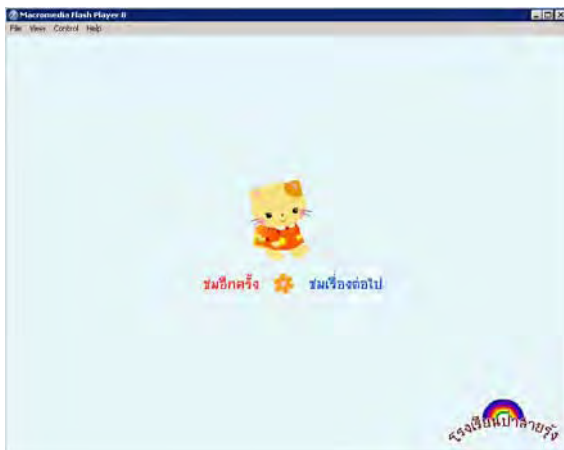 Macromedia Flash Player 8
File View Control Help
ชมอีกครั้ง ชมเรื่องต่อไป
โรงเรียนปาลายรุ้ง